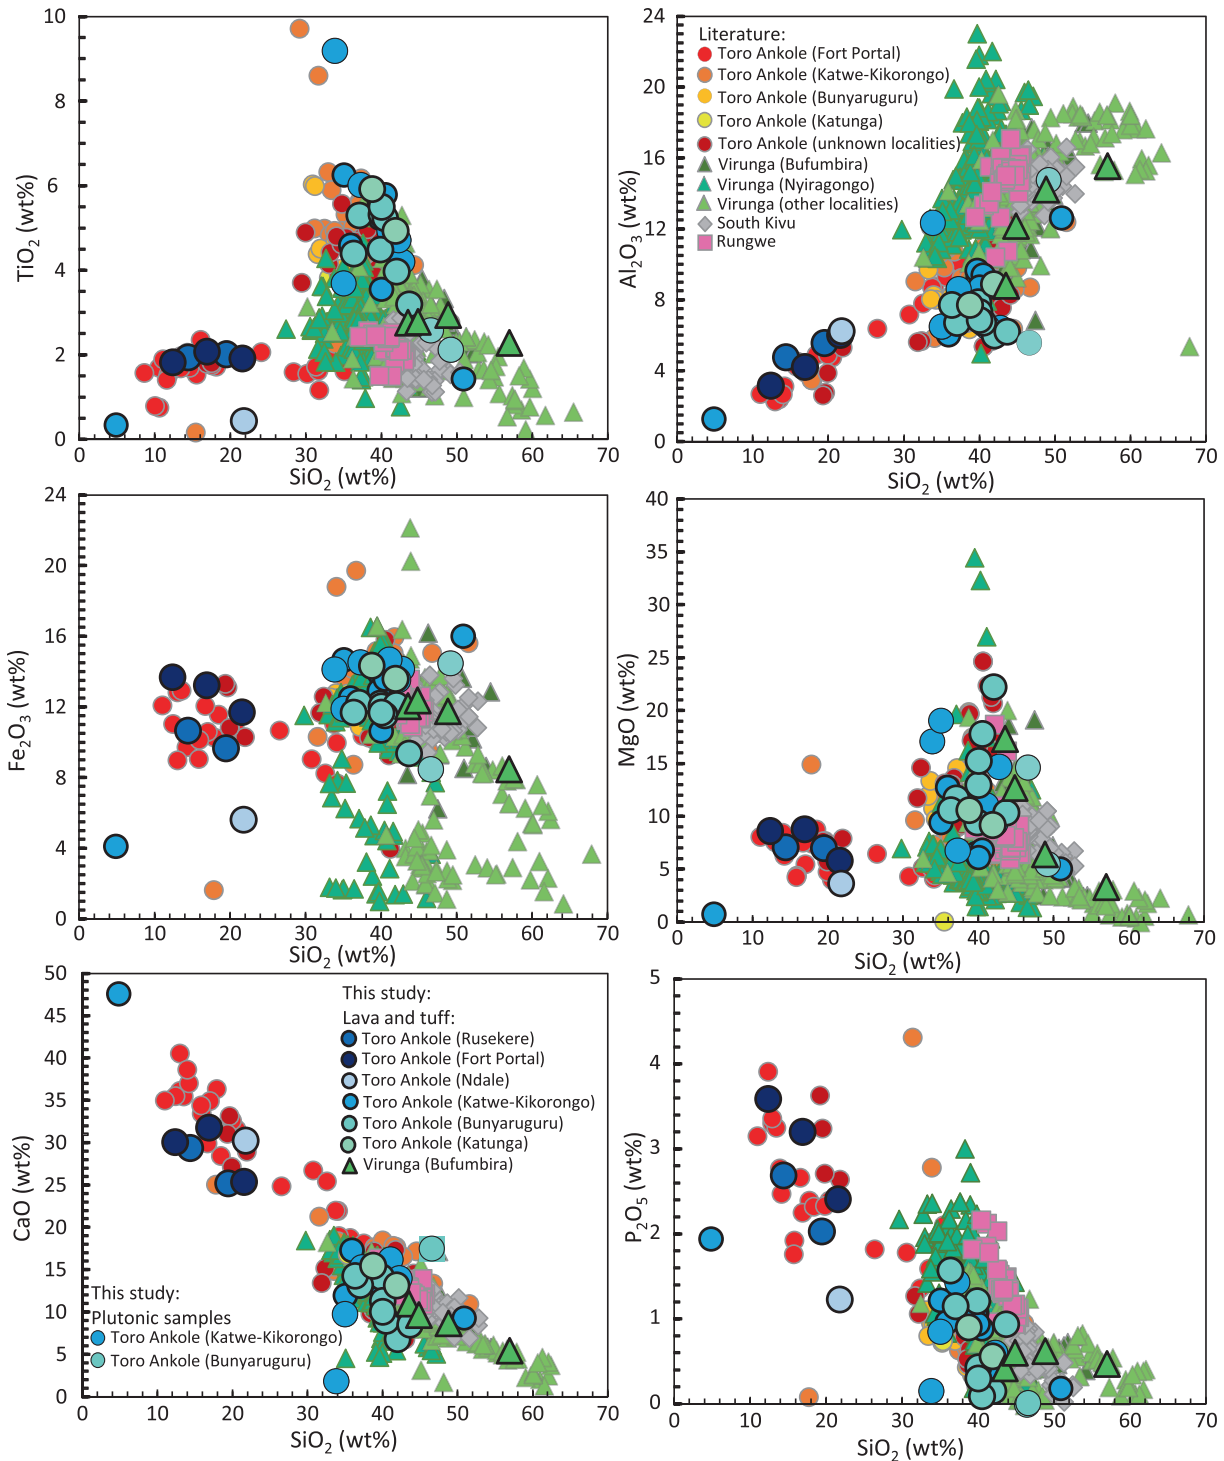 10
8
6
4
2
0
TiO2 (wt%)
0 10 20 30 40 50 60 70
SiO2 (wt%)
24
20
16
12
8
4
0
Al2O3 (wt%)
Literature:
Toro Ankole (Fort Portal)
Toro Ankole (Katwe-Kikorongo)
Toro Ankole (Bunyaruguru)
Toro Ankole (Katunga)
Toro Ankole (unknown localities)
Virunga (Bufumbira)
Virunga (Nyiragongo)
Virunga (other localities)
South Kivu
Rungwe
0 10 20 30 40 50 60 70
SiO2 (wt%)
24
20
16
12
8
4
0
Fe2O3 (wt%)
0 10 20 30 40 50 60 70
SiO2 (wt%)
40
35
30
25
20
15
10
5
0
MgO (wt%)
0 10 20 30 40 50 60 70
SiO2 (wt%)
50
45
40
35
30
25
20
15
10
5
0
CaO (wt%)
This study:
Lava and tuff:
Toro Ankole (Rusekere)
Toro Ankole (Fort Portal)
Toro Ankole (Ndale)
Toro Ankole (Katwe-Kikorongo)
Toro Ankole (Bunyaruguru)
Toro Ankole (Katunga)
Virunga (Bufumbira)
This study:
Plutonic samples
Toro Ankole (Katwe-Kikorongo)
Toro Ankole (Bunyaruguru)
0 10 20 30 40 50 60 70
SiO2 (wt%)
5
4
3
2
1
0
P2O5 (wt%)
0 10 20 30 40 50 60 70
SiO2 (wt%)